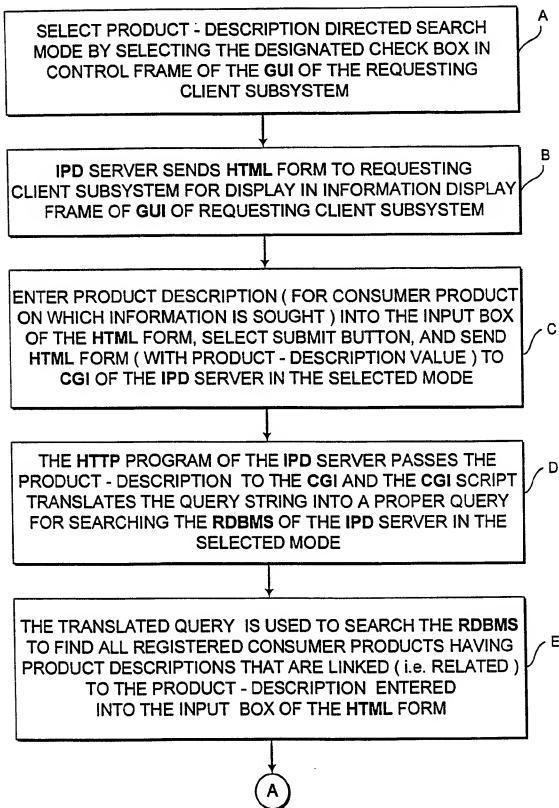 SELECT PRODUCT - DESCRIPTION DIRECTED SEARCH
MODE BY SELECTING THE DESIGNATED CHECK BOX IN
CONTROL FRAME OF THE GUI OF THE REQUESTING
CLIENT SUBSYSTEM
A
IPD SERVER SENDS HTML FORM TO REQUESTING
CLIENT SUBSYSTEM FOR DISPLAY IN INFORMATION DISPLAY
FRAME OF GUI OF REQUESTING CLIENT SUBSYSTEM
B
ENTER PRODUCT DESCRIPTION ( FOR CONSUMER PRODUCT
ON WHICH INFORMATION IS SOUGHT ) INTO THE INPUT BOX
OF THE HTML FORM, SELECT SUBMIT BUTTON, AND SEND
HTML FORM ( WITH PRODUCT - DESCRIPTION VALUE ) TO
CGI OF THE IPD SERVER IN THE SELECTED MODE
C
THE HTTP PROGRAM OF THE IPD SERVER PASSES THE
PRODUCT - DESCRIPTION TO THE CGI AND THE CGI SCRIPT
TRANSLATES THE QUERY STRING INTO A PROPER QUERY
FOR SEARCHING THE RDBMS OF THE IPD SERVER IN THE
SELECTED MODE
D
THE TRANSLATED QUERY IS USED TO SEARCH THE RDBMS
TO FIND ALL REGISTERED CONSUMER PRODUCTS HAVING
PRODUCT DESCRIPTIONS THAT ARE LINKED ( i.e. RELATED )
TO THE PRODUCT - DESCRIPTION ENTERED
INTO THE INPUT BOX OF THE HTML FORM
E
A